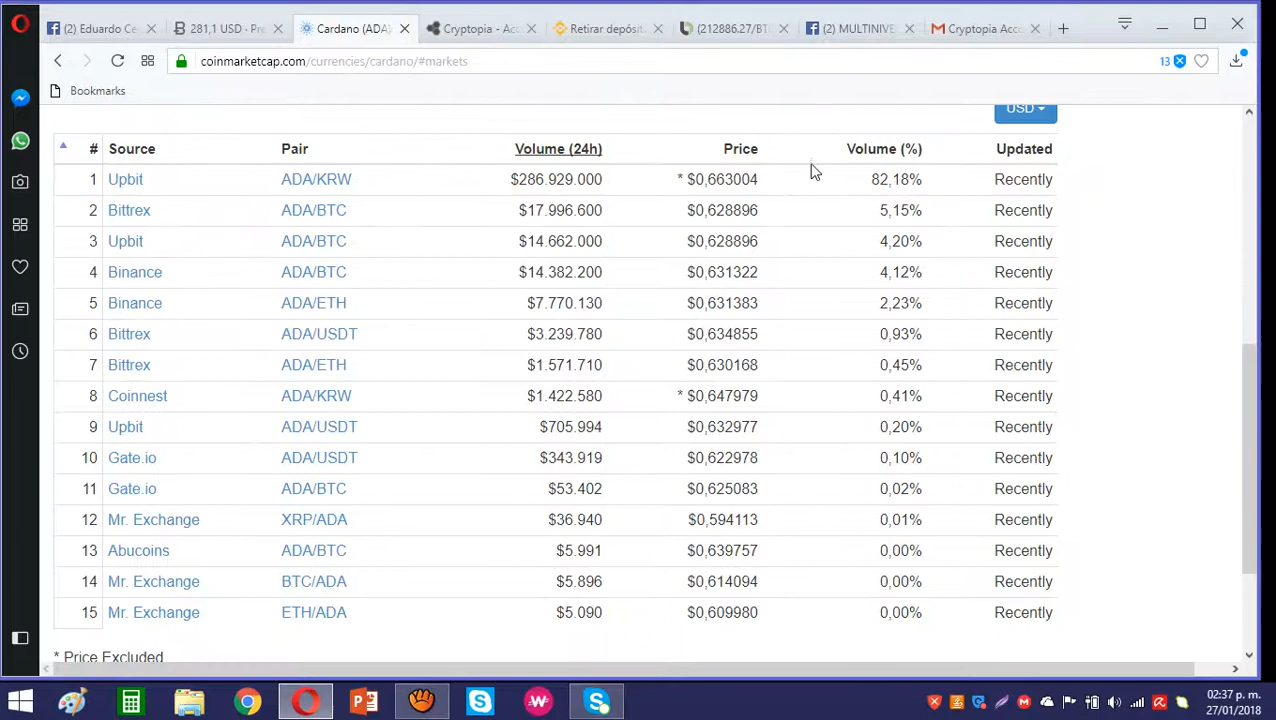 (2) Eduardo Ce
281,1 USD - P
Cardano (ADA
Cryptopia - Acc
Retirar depósit
(212886.27/BT
(2) MULTINIVE
Cryptopia Acc
coinmarketcap.com/currencies/cardano/#markets
13
Bookmarks
USD
# Source Pair Volume (24h) Price Volume (%) Updated
1 Upbit ADA/KRW $286.929.000 * $0,663004 82,18% Recently
2 Bittrex ADA/BTC $17.996.600 $0,628896 5,15% Recently
3 Upbit ADA/BTC $14.662.000 $0,628896 4,20% Recently
4 Binance ADA/BTC $14.382.200 $0,631322 4,12% Recently
5 Binance ADA/ETH $7.770.130 $0,631383 2,23% Recently
6 Bittrex ADA/USDT $3.239.780 $0,634855 0,93% Recently
7 Bittrex ADA/ETH $1.571.710 $0,630168 0,45% Recently
8 Coinnest ADA/KRW $1.422.580 * $0,647979 0,41% Recently
9 Upbit ADA/USDT $705.994 $0,632977 0,20% Recently
10 Gate.io ADA/USDT $343.919 $0,622978 0,10% Recently
11 Gate.io ADA/BTC $53.402 $0,625083 0,02% Recently
12 Mr. Exchange XRP/ADA $36.940 $0,594113 0,01% Recently
13 Abucoins ADA/BTC $5.991 $0,639757 0,00% Recently
14 Mr. Exchange BTC/ADA $5.896 $0,614094 0,00% Recently
15 Mr. Exchange ETH/ADA $5.090 $0,609980 0,00% Recently
* Price Excluded
02:37 p. m.
27/01/2018